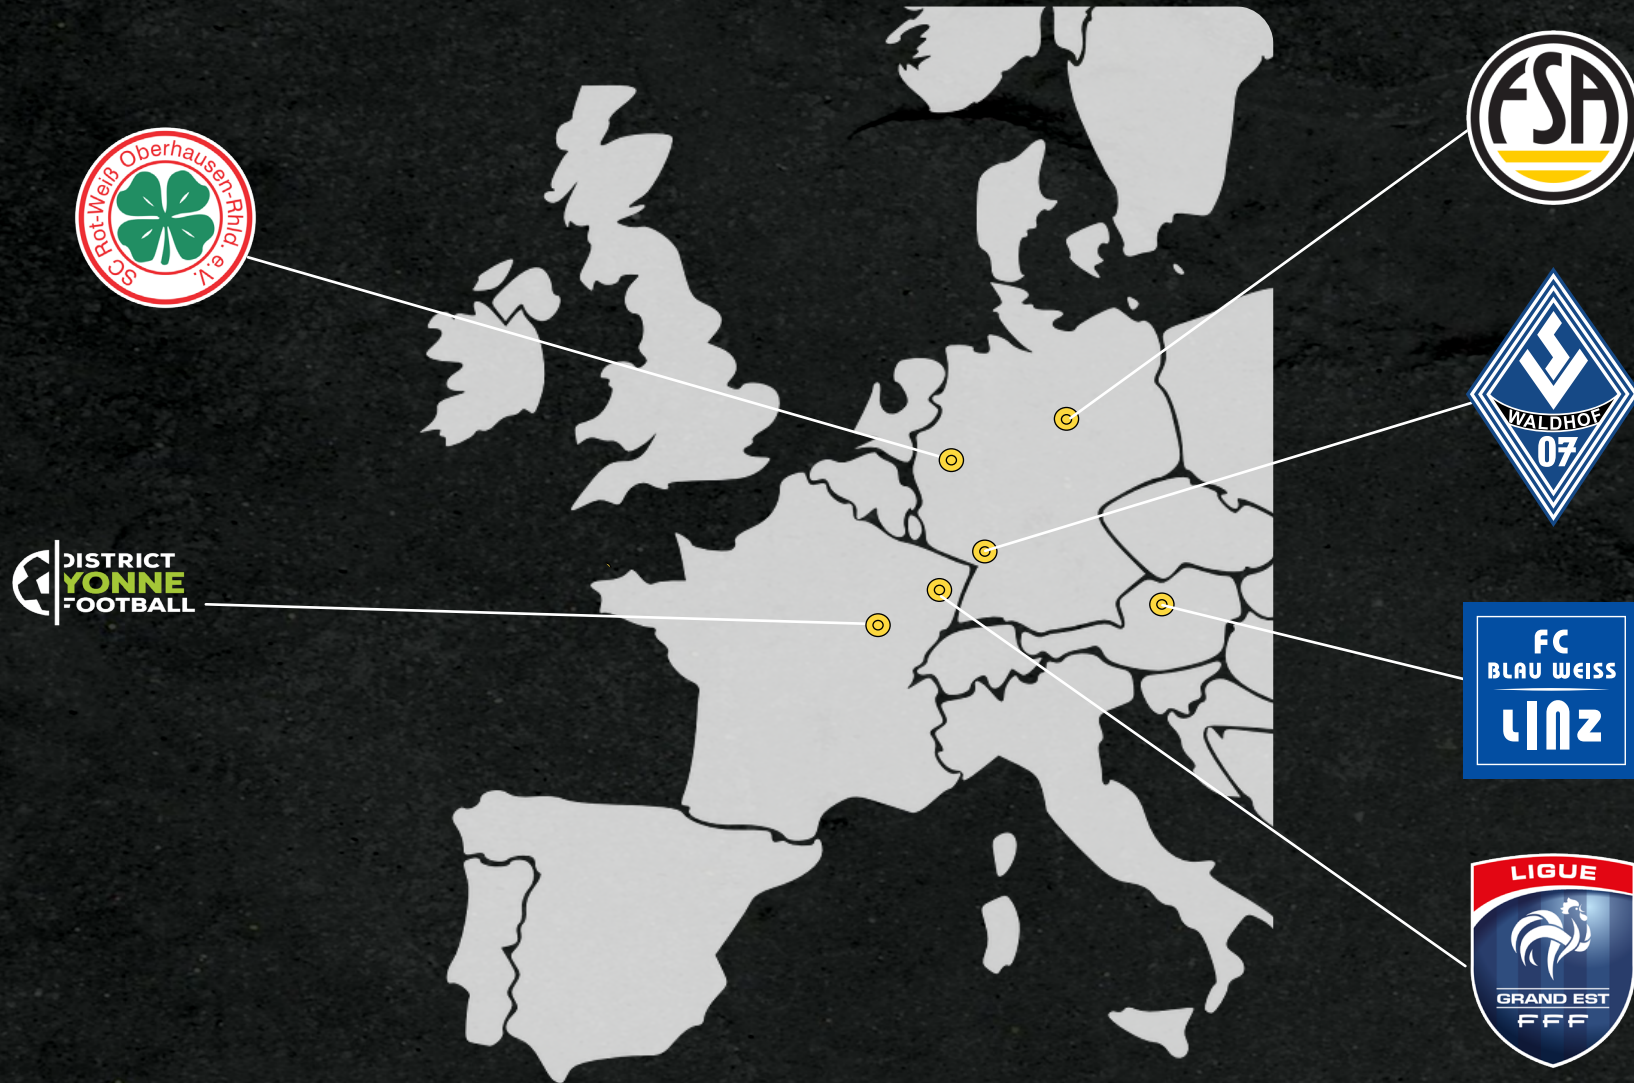 SC Rot-Weiß Oberhausen-Rhld. e.V.
DISTRICT
YONNE
FOOTBALL
FSA
WALDHOF
07
FC
BLAU WEISS
LINZ
LIGUE
GRAND EST
FFF